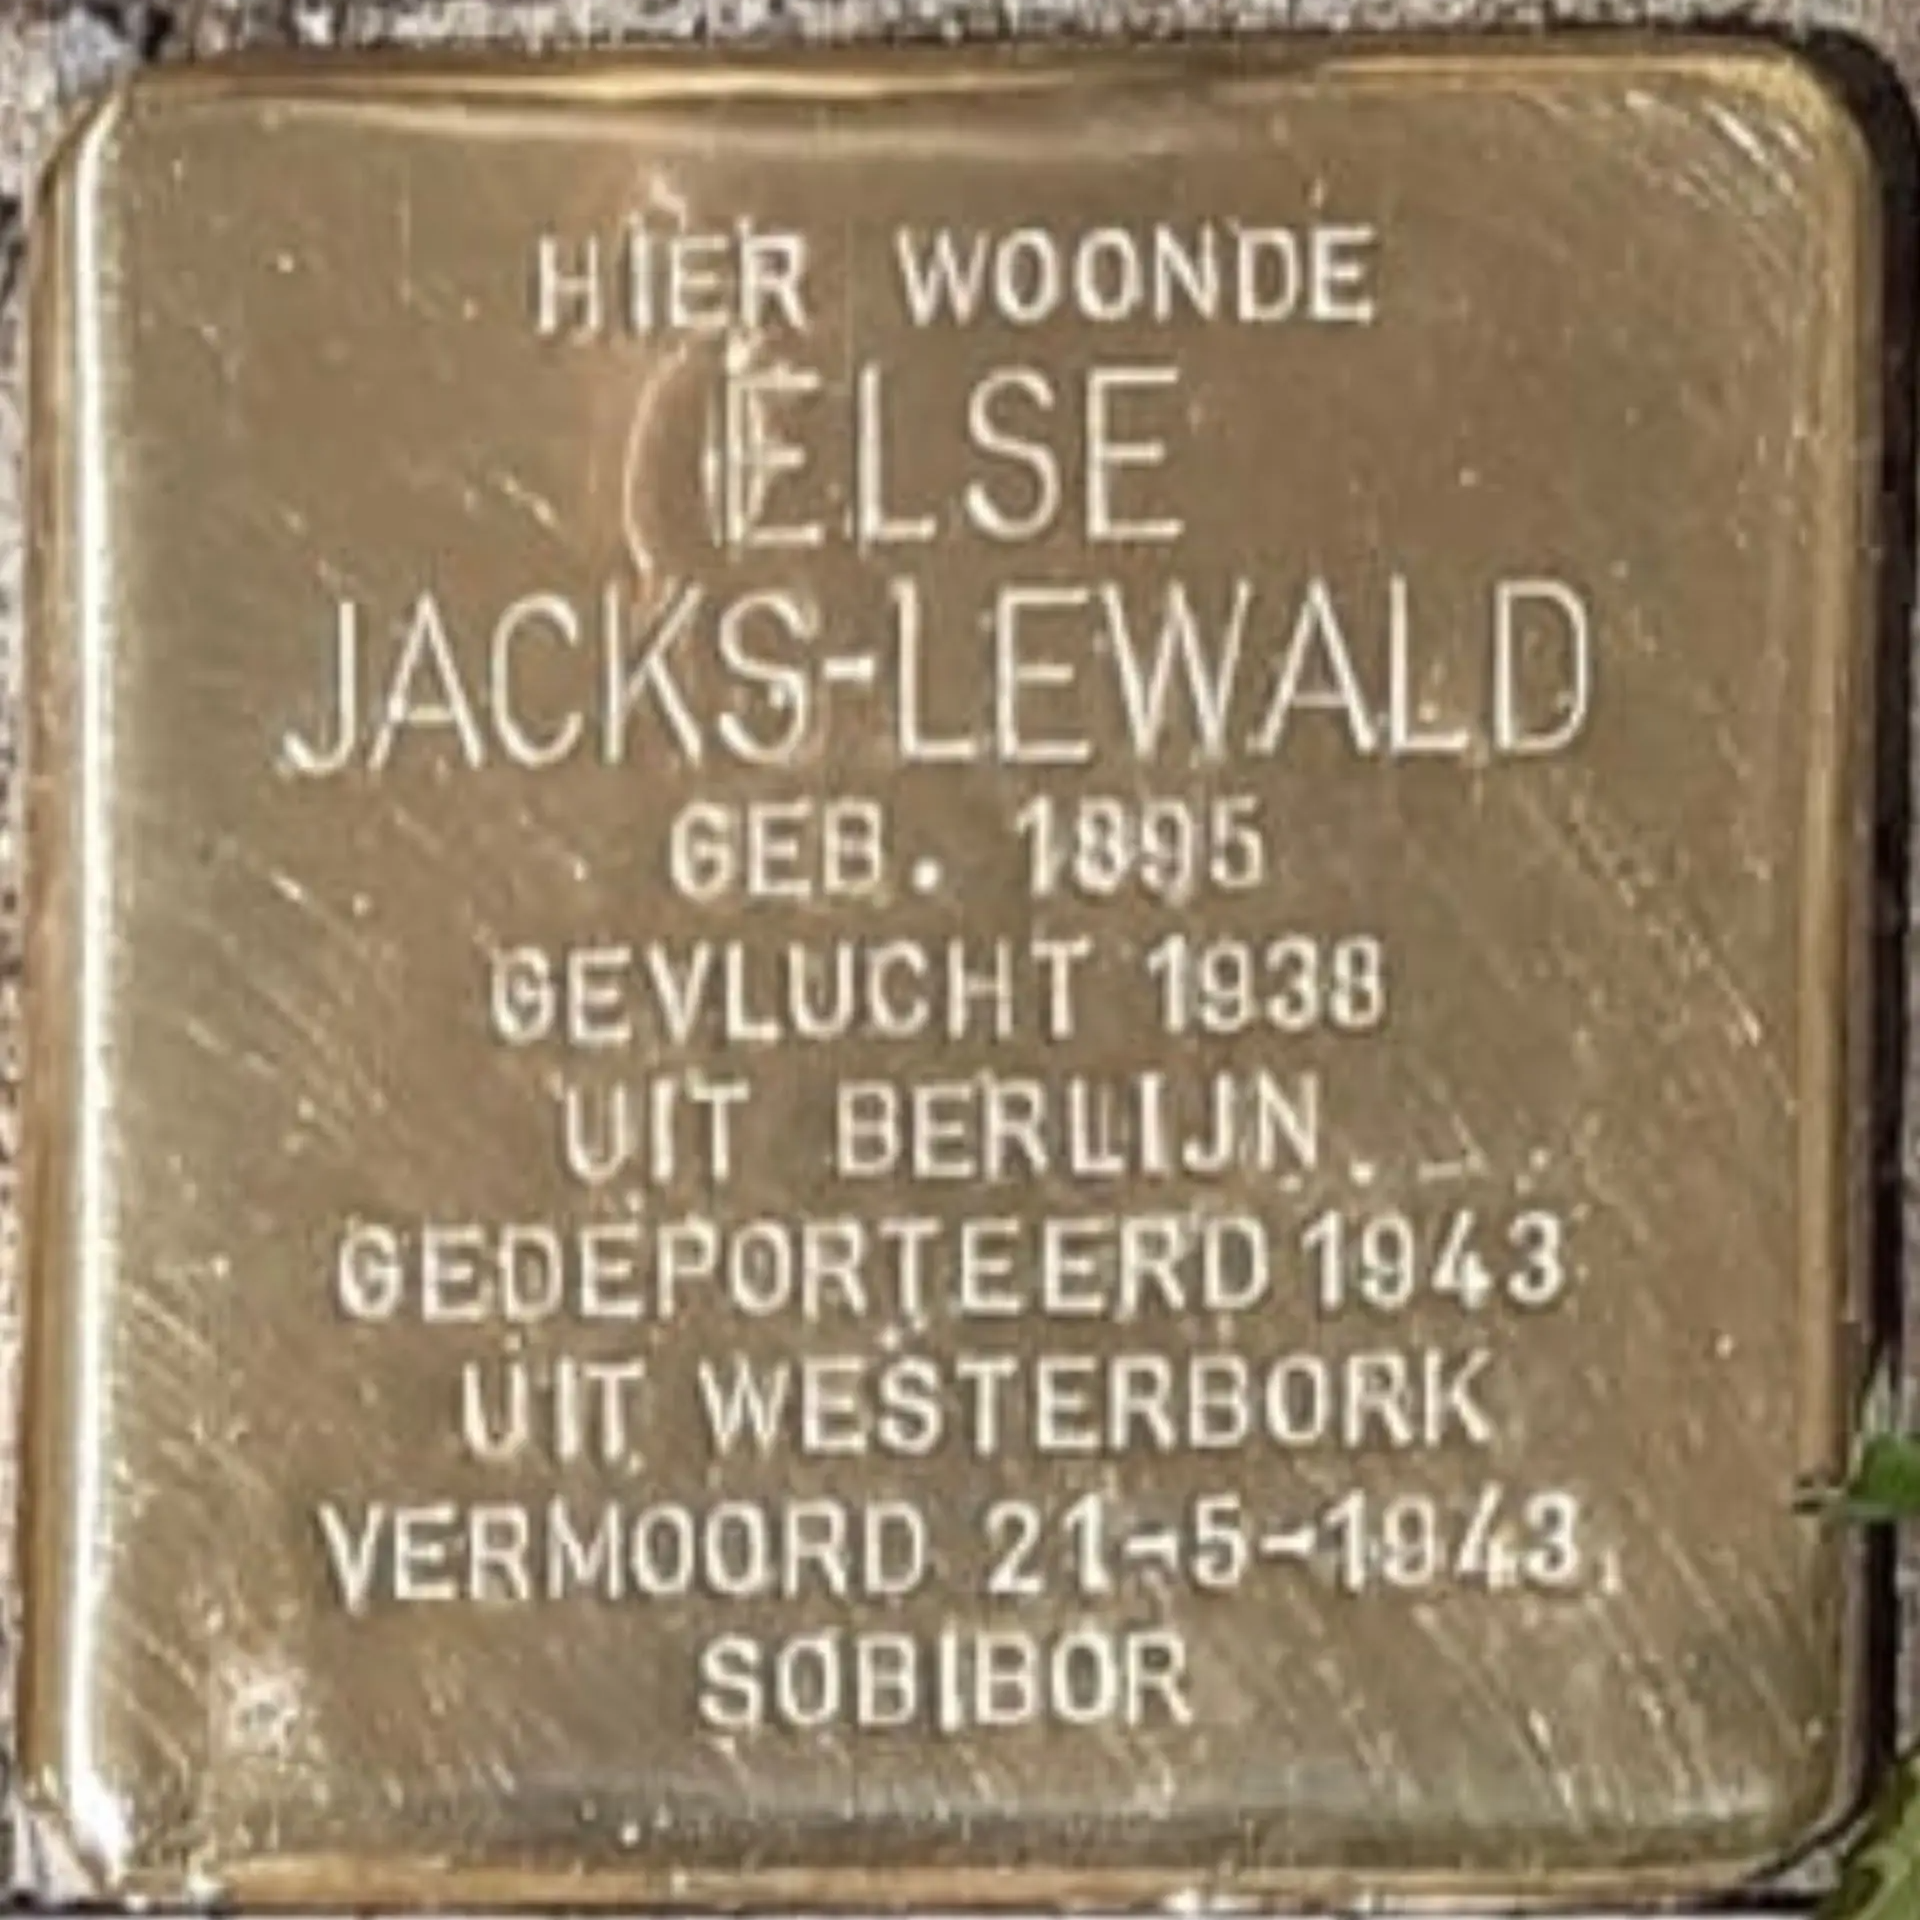 HIER WOONDE
ELSE
JACKS-LEWALD
GEB. 1895
GEVLUCHT 1938
UIT BERLIJN
GEDEPORTEERD 1943
UIT WESTERBORK
VERMOORD 21-5-1943
SOBIBOR